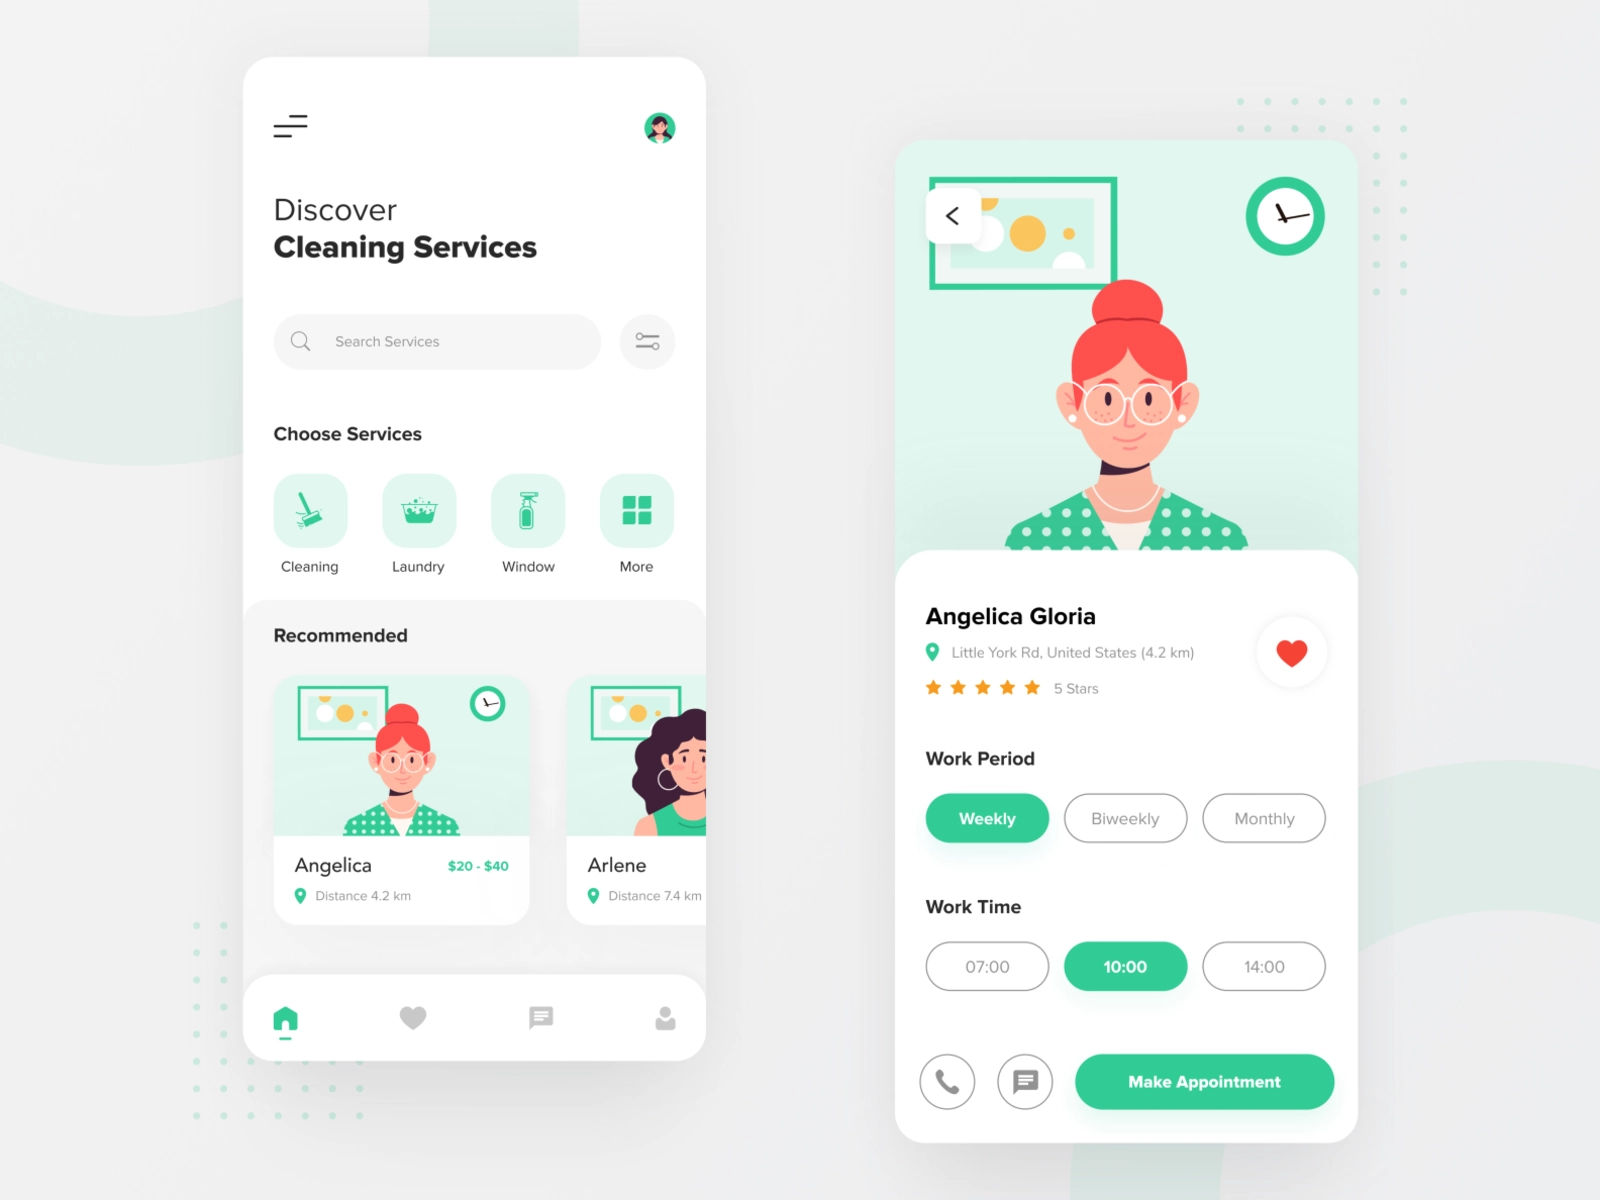 Discover
Cleaning Services
Search Services
Choose Services
Cleaning
Laundry
Window
More
Recommended
Angelica
$20 - $40
Distance 4.2 km
Arlene
Distance 7.4 km
Angelica Gloria
Little York Rd, United States (4.2 km)
5 Stars
Work Period
Weekly
Biweekly
Monthly
Work Time
07:00
10:00
14:00
Make Appointment